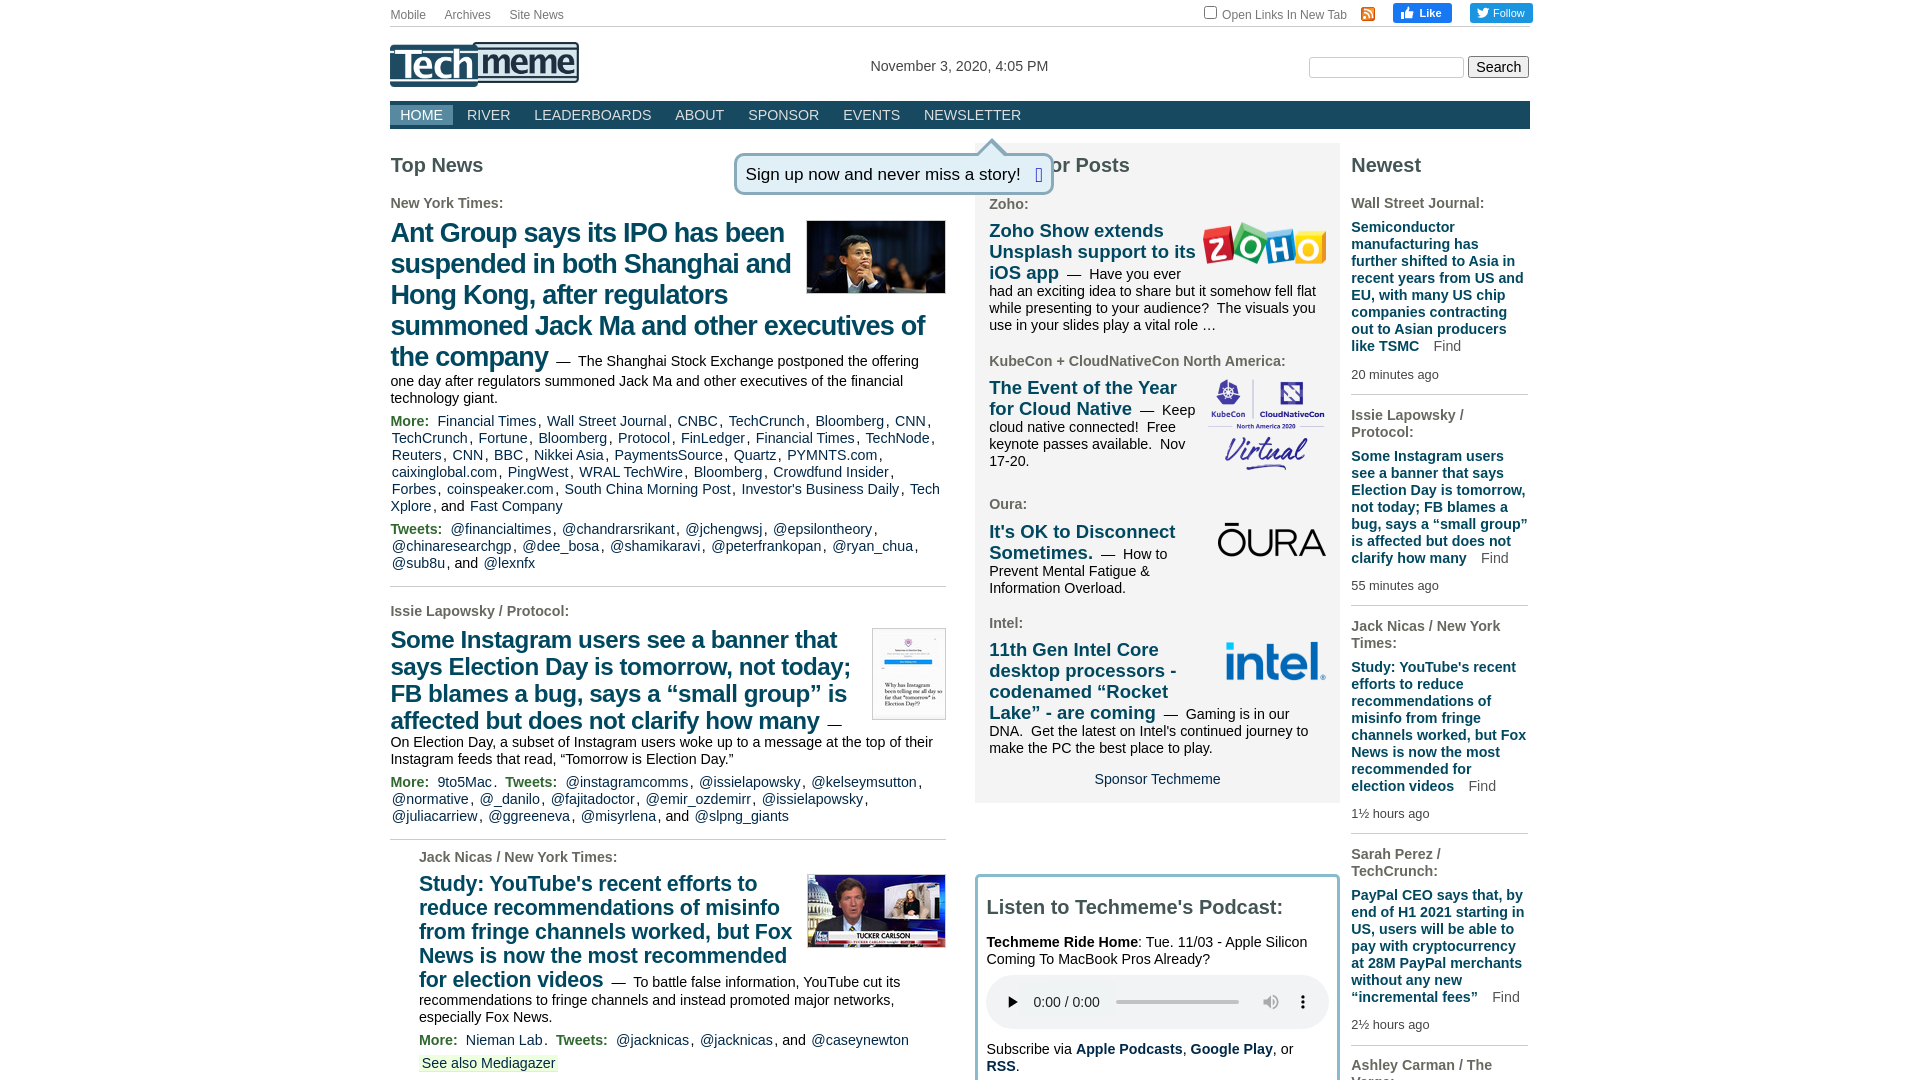 Mobile Archives Site News
Open Links In New Tab Like Follow
Techmeme
November 3, 2020, 4:05 PM
Search
HOME RIVER LEADERBOARDS ABOUT SPONSOR EVENTS NEWSLETTER
Sign up now and never miss a story!
Top News
New York Times:
Ant Group says its IPO has been
suspended in both Shanghai and
Hong Kong, after regulators
summoned Jack Ma and other executives of
the company — The Shanghai Stock Exchange postponed the offering
one day after regulators summoned Jack Ma and other executives of the financial
technology giant.
More: Financial Times, Wall Street Journal, CNBC, TechCrunch, Bloomberg, CNN,
TechCrunch, Fortune, Bloomberg, Protocol, FinLedger, Financial Times, TechNode,
Reuters, CNN, BBC, Nikkei Asia, PaymentsSource, Quartz, PYMNTS.com,
caixinglobal.com, PingWest, WRAL TechWire, Bloomberg, Crowdfund Insider,
Forbes, coinspeaker.com, South China Morning Post, Investor's Business Daily, Tech
Xplore, and Fast Company
Tweets: @financialtimes, @chandrarsrikant, @jchengwsj, @epsilontheory,
@chinaresearchgp, @dee_bosa, @shamikaravi, @peterfrankopan, @ryan_chua,
@sub8u, and @lexnfx
Issie Lapowsky / Protocol:
Some Instagram users see a banner that
says Election Day is tomorrow, not today;
FB blames a bug, says a “small group” is
affected but does not clarify how many —
On Election Day, a subset of Instagram users woke up to a message at the top of their
Instagram feeds that read, “Tomorrow is Election Day.”
Why has Instagram
been telling me all day so
far that "tomorrow" is
Election Day??
More: 9to5Mac. Tweets: @instagramcomms, @issielapowsky, @kelseymsutton,
@normative, @_danilo, @fajitadoctor, @emir_ozdemirr, @issielapowsky,
@juliacarriew, @ggreeneva, @misyrlena, and @slpng_giants
Jack Nicas / New York Times:
Study: YouTube's recent efforts to
reduce recommendations of misinfo
from fringe channels worked, but Fox
News is now the most recommended
for election videos — To battle false information, YouTube cut its
recommendations to fringe channels and instead promoted major networks,
especially Fox News.
TUCKER CARLSON
More: Nieman Lab. Tweets: @jacknicas, @jacknicas, and @caseynewton
See also Mediagazer
or Posts
Zoho:
Zoho Show extends
Unsplash support to its
iOS app — Have you ever
had an exciting idea to share but it somehow fell flat
while presenting to your audience? The visuals you
use in your slides play a vital role …
ZOHO
KubeCon + CloudNativeCon North America:
The Event of the Year
for Cloud Native — Keep
cloud native connected! Free
keynote passes available. Nov
17-20.
KubeCon CloudNativeCon
North America 2020
Virtual
Oura:
It's OK to Disconnect
Sometimes. — How to
Prevent Mental Fatigue &
Information Overload.
ŌURA
Intel:
11th Gen Intel Core
desktop processors -
codenamed “Rocket
Lake” - are coming — Gaming is in our
DNA. Get the latest on Intel's continued journey to
make the PC the best place to play.
intel
Sponsor Techmeme
Listen to Techmeme's Podcast:
Techmeme Ride Home: Tue. 11/03 - Apple Silicon
Coming To MacBook Pros Already?
0:00 / 0:00
Subscribe via Apple Podcasts, Google Play, or
RSS.
Newest
Wall Street Journal:
Semiconductor
manufacturing has
further shifted to Asia in
recent years from US and
EU, with many US chip
companies contracting
out to Asian producers
like TSMC Find
20 minutes ago
Issie Lapowsky /
Protocol:
Some Instagram users
see a banner that says
Election Day is tomorrow,
not today; FB blames a
bug, says a “small group”
is affected but does not
clarify how many Find
55 minutes ago
Jack Nicas / New York
Times:
Study: YouTube's recent
efforts to reduce
recommendations of
misinfo from fringe
channels worked, but Fox
News is now the most
recommended for
election videos Find
1½ hours ago
Sarah Perez /
TechCrunch:
PayPal CEO says that, by
end of H1 2021 starting in
US, users will be able to
pay with cryptocurrency
at 28M PayPal merchants
without any new
“incremental fees” Find
2½ hours ago
Ashley Carman / The